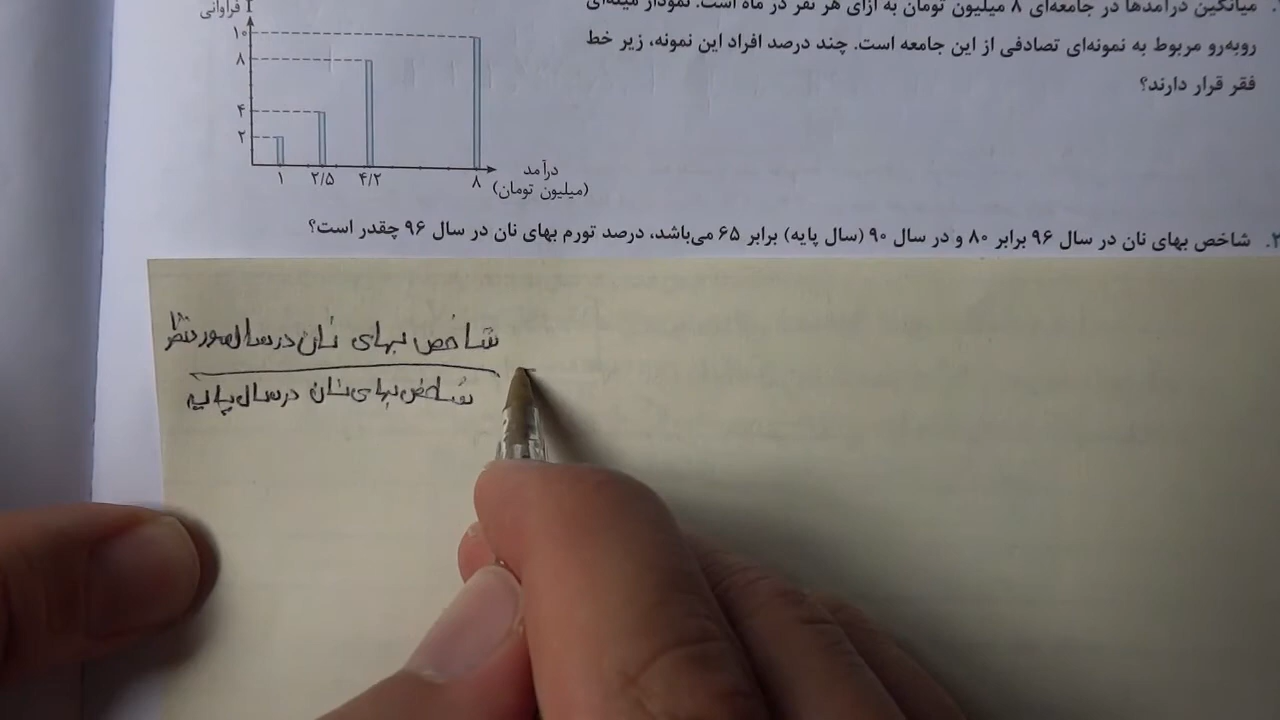 میانگین درآمدها در جامعه‌ای ۸ میلیون تومان به ازای هر نفر در ماه است. نمودار میله‌ای
روبه‌رو مربوط به نمونه‌ای تصادفی از این جامعه است. چند درصد افراد این نمونه، زیر خط
فقر قرار دارند؟
فراوانی
۱۰
۸
۴
۲
۱
۲/۵
۴/۲
۸
درآمد
(میلیون تومان)
۲. شاخص بهای نان در سال ۹۶ برابر ۸۰ و در سال ۹۰ (سال پایه) برابر ۶۵ می‌باشد، درصد تورم بهای نان در سال ۹۶ چقدر است؟
شاخص بهای نان در سال مورد نظر
شاخص بهای نان در سال پایه